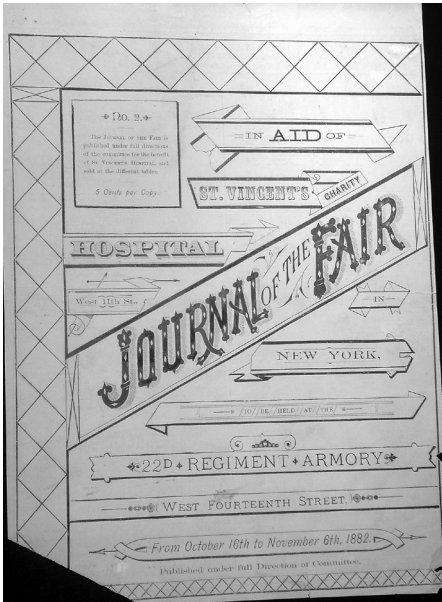 No. 2.
The Journal of the Fair is
published under full directions
of the committee for the benefit
of St. Vincent's Hospital, and
sold at the different tables.
5 Cents per Copy.
IN AID OF
ST. VINCENT'S
CHARITY
HOSPITAL
West 11th St.,
JOURNAL OF THE FAIR
IN
NEW YORK,
/TO//BE//HELD//AT//THE/
22D REGIMENT ARMORY
WEST FOURTEENTH STREET,
From October 16th to November 6th, 1882.
Published under full Direction of Committee.